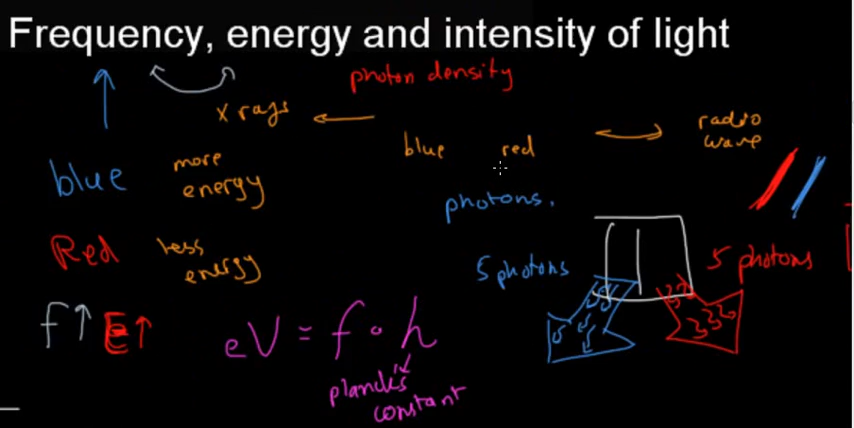 Frequency, energy and intensity of light
photon density
x rays
radio
wave
blue
red
blue
more
energy
photons.
Red
less
energy
5 photons
5 photons
f↑ E↑
eV = f · h
planck's
constant